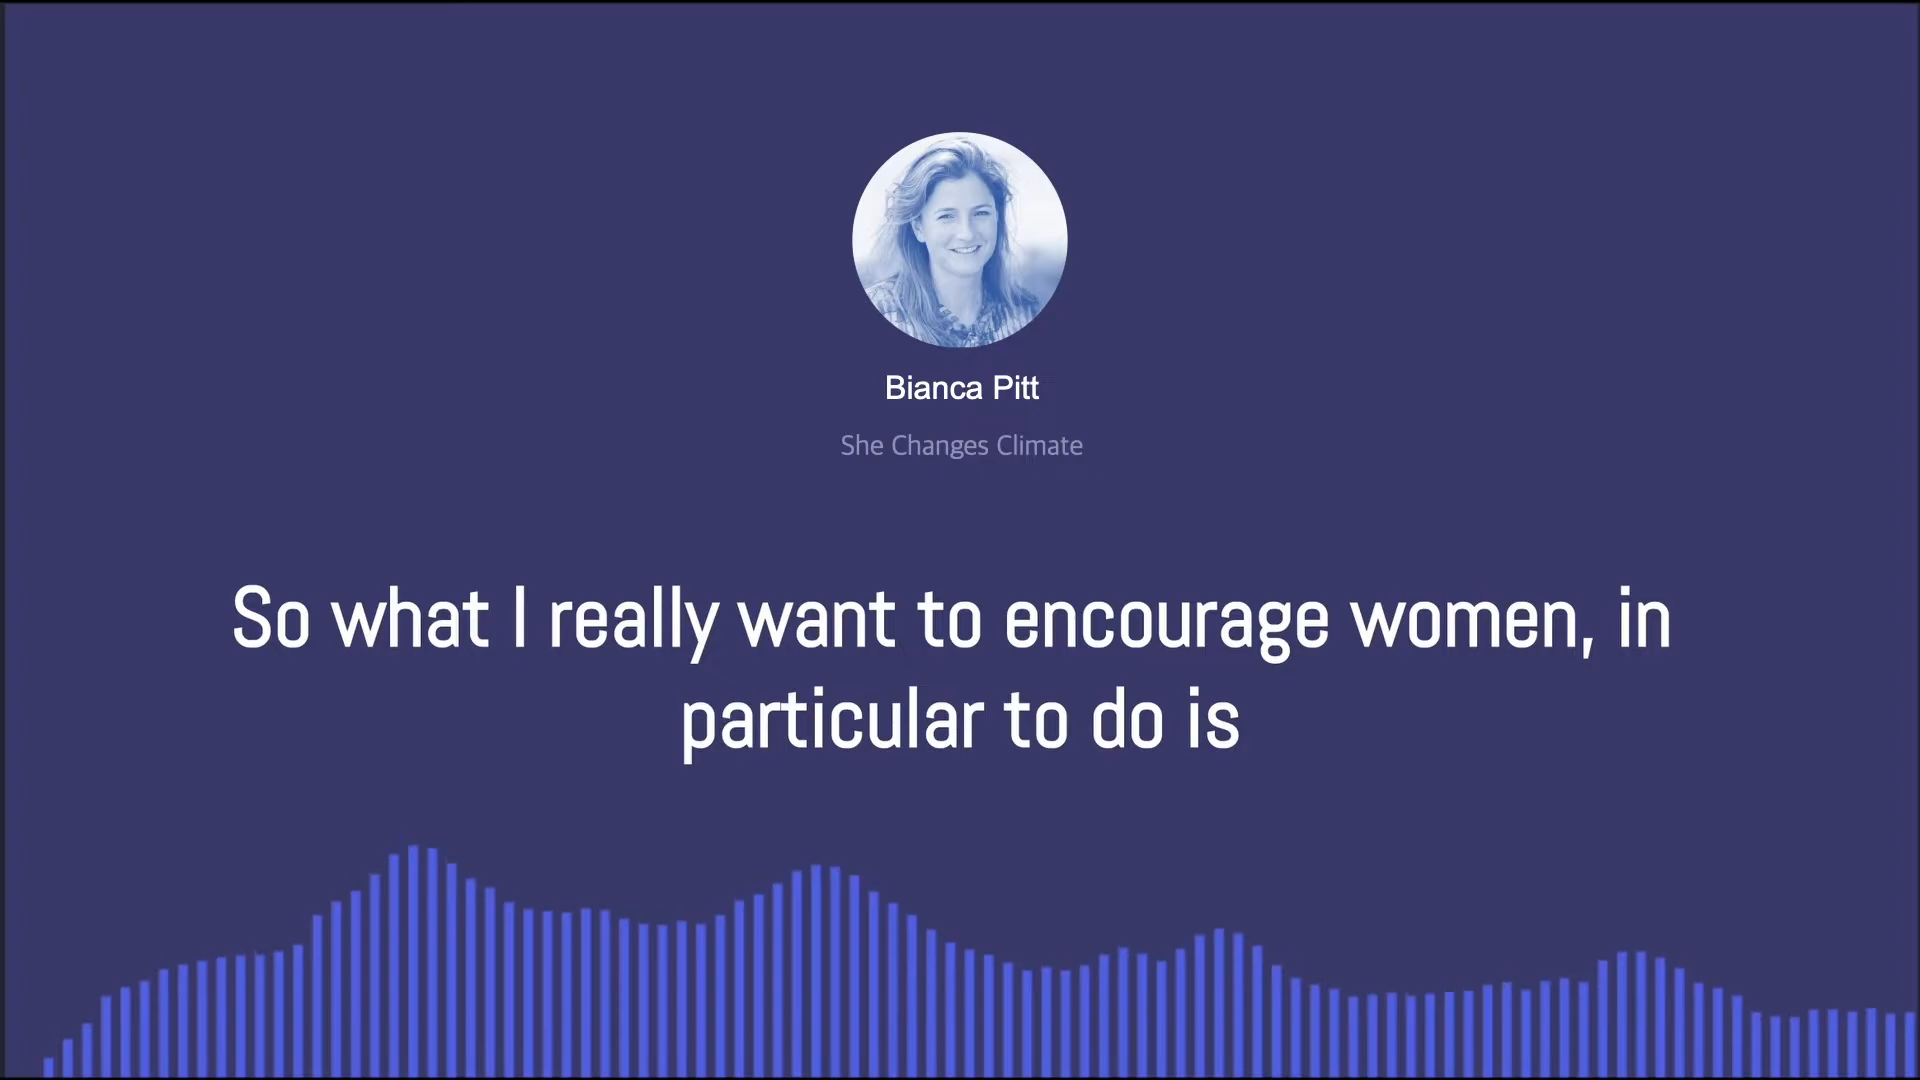 Bianca Pitt
She Changes Climate
So what I really want to encourage women, in
particular to do is